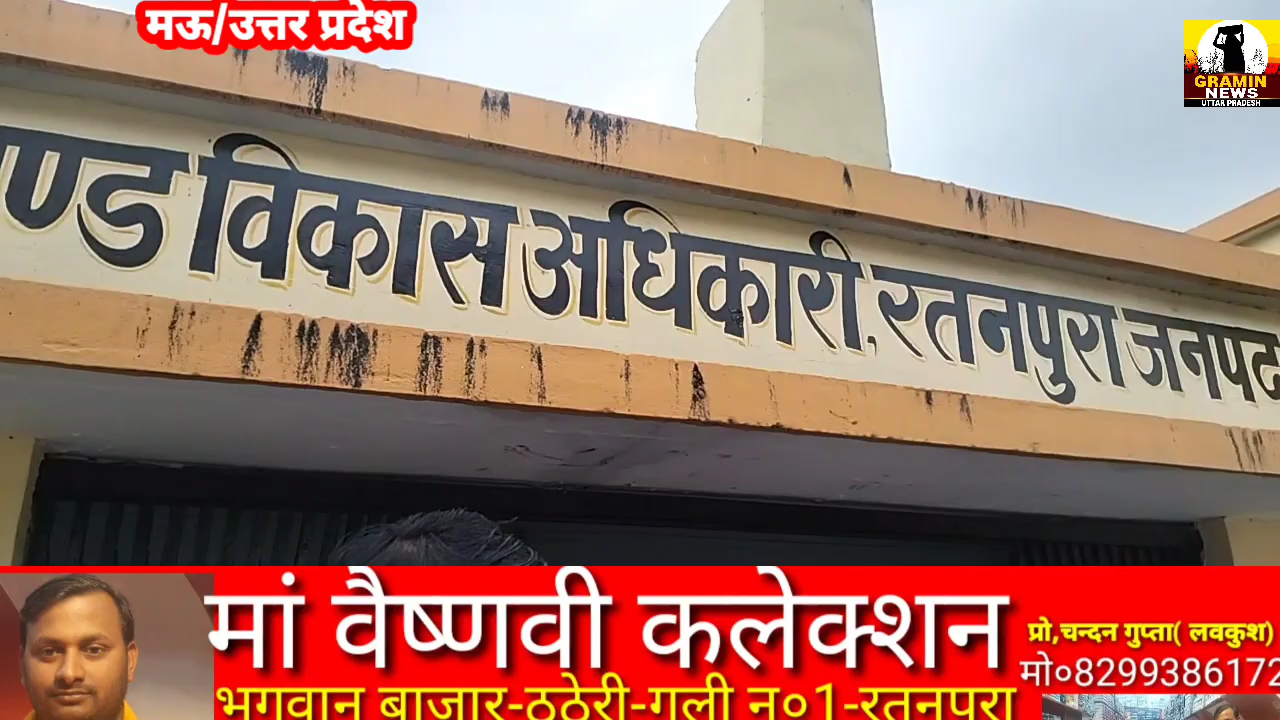 मऊ/उत्तर प्रदेश
GRAMIN
NEWS
UTTAR PRADESH
ण्ड विकास अधिकारी, रतनपुरा जनपद
मां वैष्णवी कलेक्शन
प्रो,चन्दन गुप्ता( लवकुश)
मो०8299386172
भगवान बाजार-ठठेरी-गली न०1-रतनपुरा